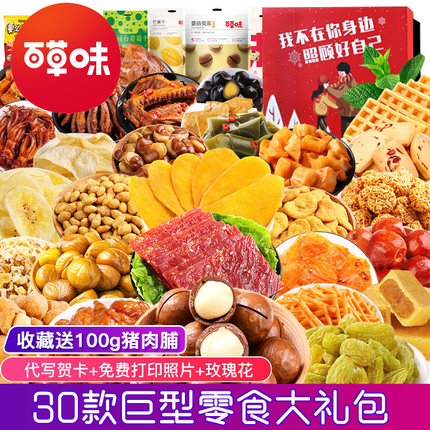 百草味
我不在你身边
照顾好自己
收藏送100g猪肉脯
代写贺卡+免费打印照片+玫瑰花
30款巨型零食大礼包